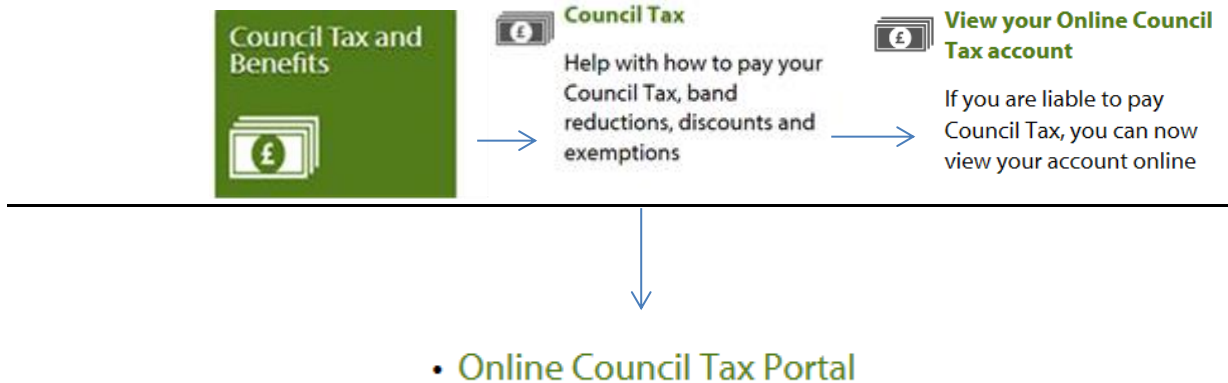 Council Tax and
Benefits
£
£
Council Tax
Help with how to pay your
Council Tax, band
reductions, discounts and
exemptions
£
View your Online Council
Tax account
If you are liable to pay
Council Tax, you can now
view your account online
• Online Council Tax Portal